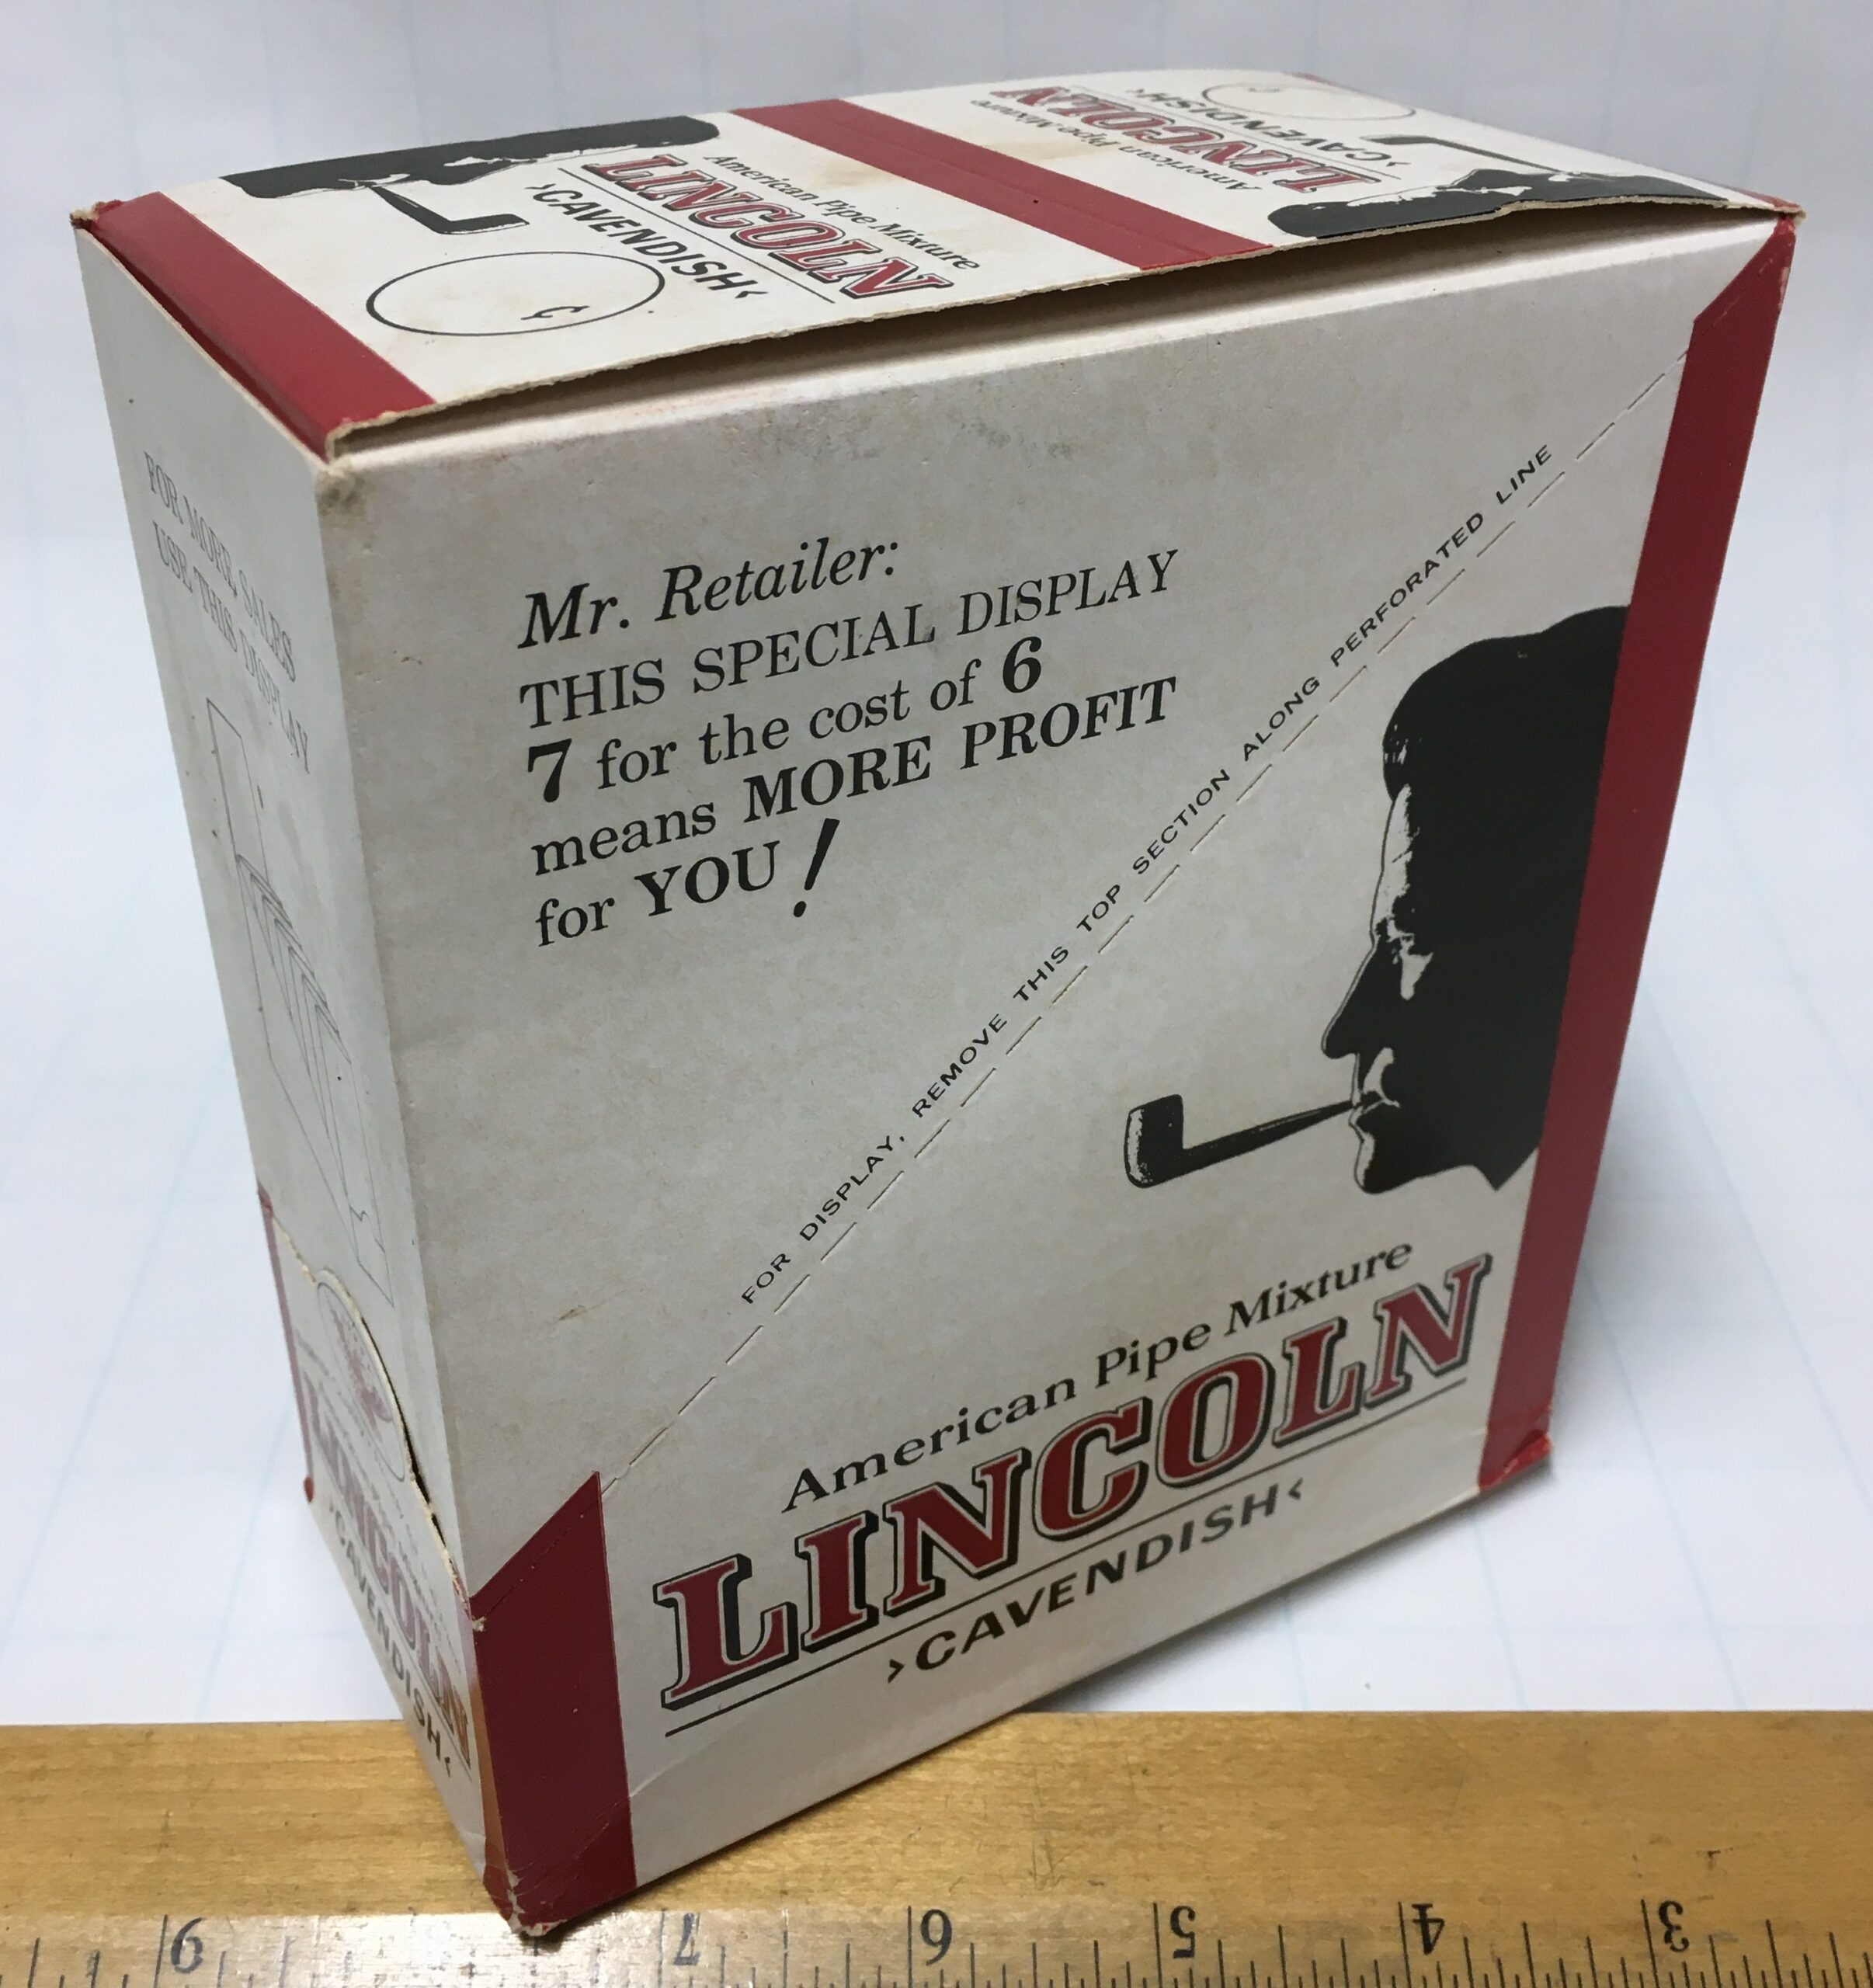 American Pipe Mixture
LINCOLN
›CAVENDISH‹
American Pipe Mixture
LINCOLN
›CAVENDISH‹
FOR MORE SALES
USE THIS DISPLAY
LINCOLN
›CAVENDISH‹
Mr. Retailer:
THIS SPECIAL DISPLAY
7 for the cost of 6
means MORE PROFIT
for YOU!
FOR DISPLAY, REMOVE THIS TOP SECTION ALONG PERFORATED LINE
American Pipe Mixture
LINCOLN
›CAVENDISH‹
9 7 6 5 4 3